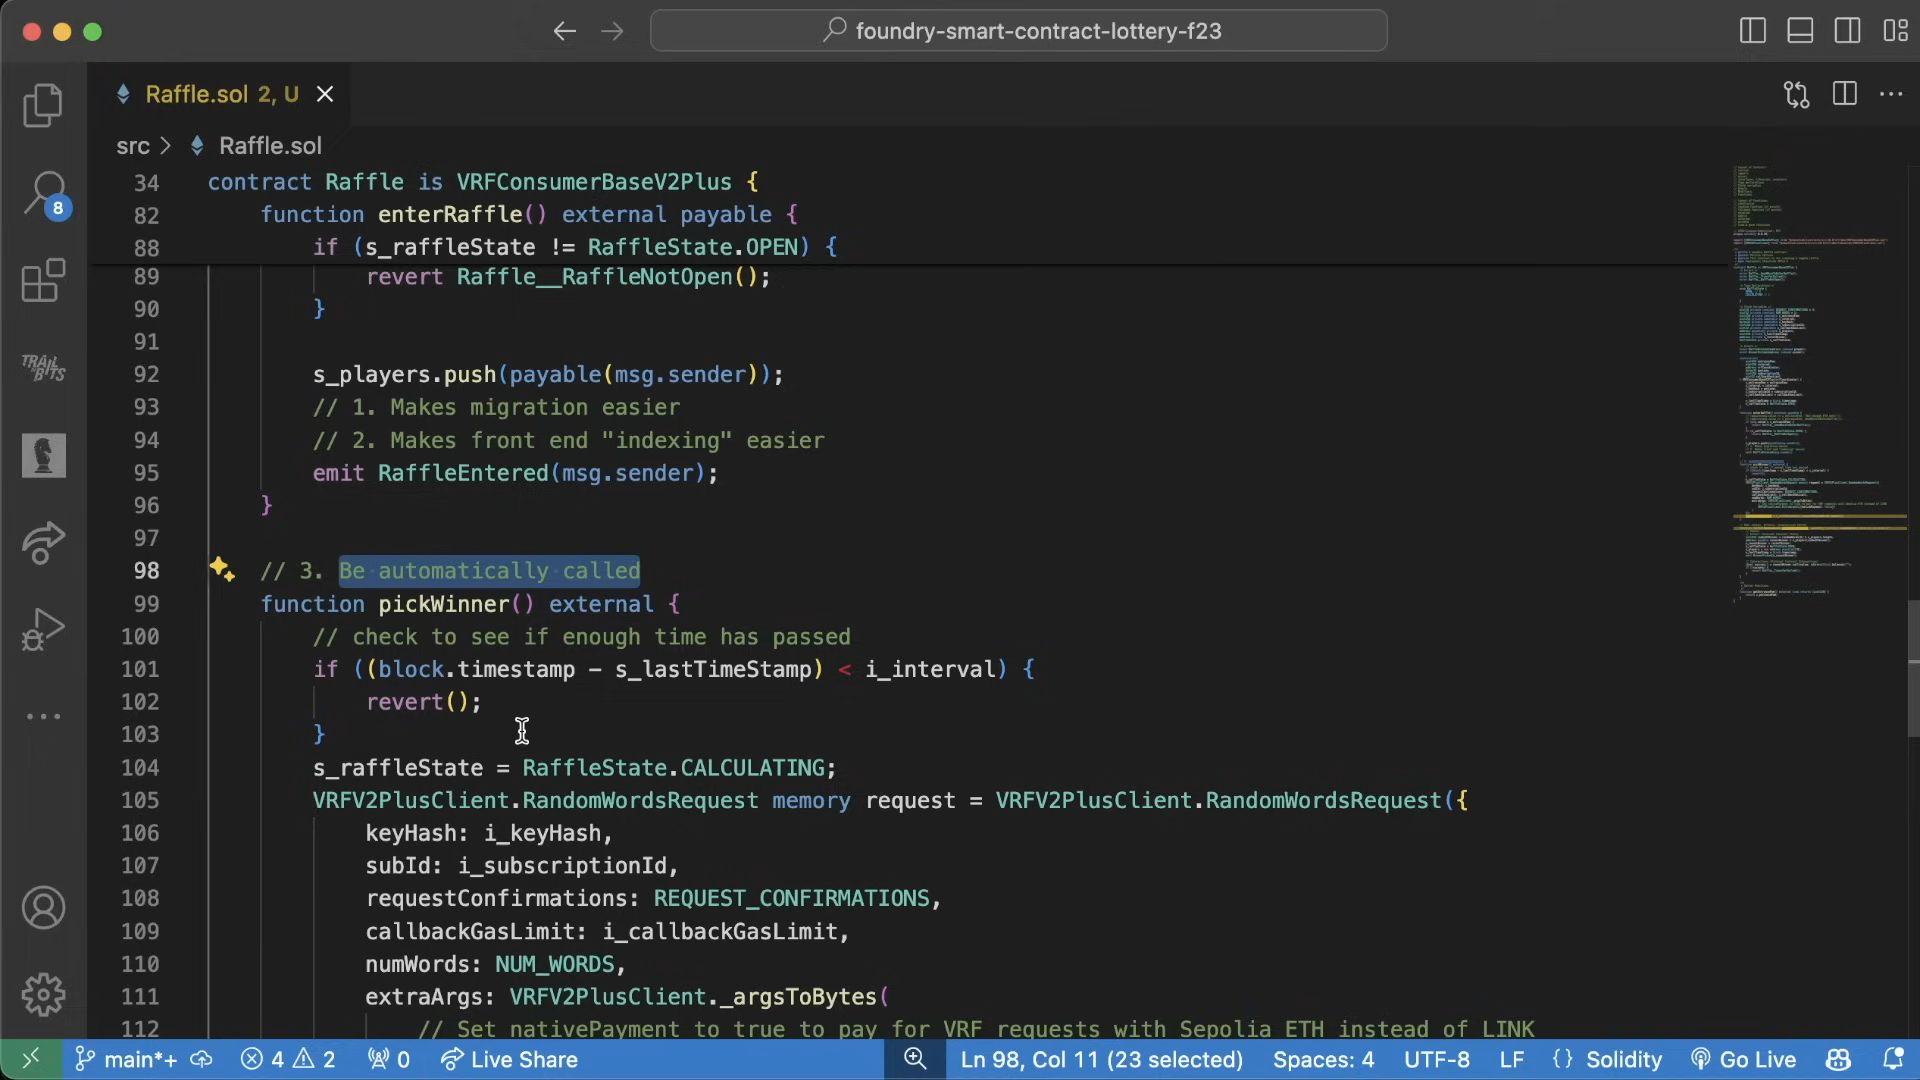 foundry-smart-contract-lottery-f23
Raffle.sol 2, U
src > Raffle.sol
8
TRAIL OF BITS
34 contract Raffle is VRFConsumerBaseV2Plus {
82 function enterRaffle() external payable {
88 if (s_raffleState != RaffleState.OPEN) {
89 revert Raffle__RaffleNotOpen();
90 }
91
92 s_players.push(payable(msg.sender));
93 // 1. Makes migration easier
94 // 2. Makes front end "indexing" easier
95 emit RaffleEntered(msg.sender);
96 }
97
98 // 3. Be automatically called
99 function pickWinner() external {
100 // check to see if enough time has passed
101 if ((block.timestamp - s_lastTimeStamp) < i_interval) {
102 revert();
103 }
104 s_raffleState = RaffleState.CALCULATING;
105 VRFV2PlusClient.RandomWordsRequest memory request = VRFV2PlusClient.RandomWordsRequest({
106 keyHash: i_keyHash,
107 subId: i_subscriptionId,
108 requestConfirmations: REQUEST_CONFIRMATIONS,
109 callbackGasLimit: i_callbackGasLimit,
110 numWords: NUM_WORDS,
111 extraArgs: VRFV2PlusClient._argsToBytes(
112 // Set nativePayment to true to pay for VRF requests with Sepolia ETH instead of LINK
main*+ 4 2 0 Live Share Ln 98, Col 11 (23 selected) Spaces: 4 UTF-8 LF {} Solidity Go Live